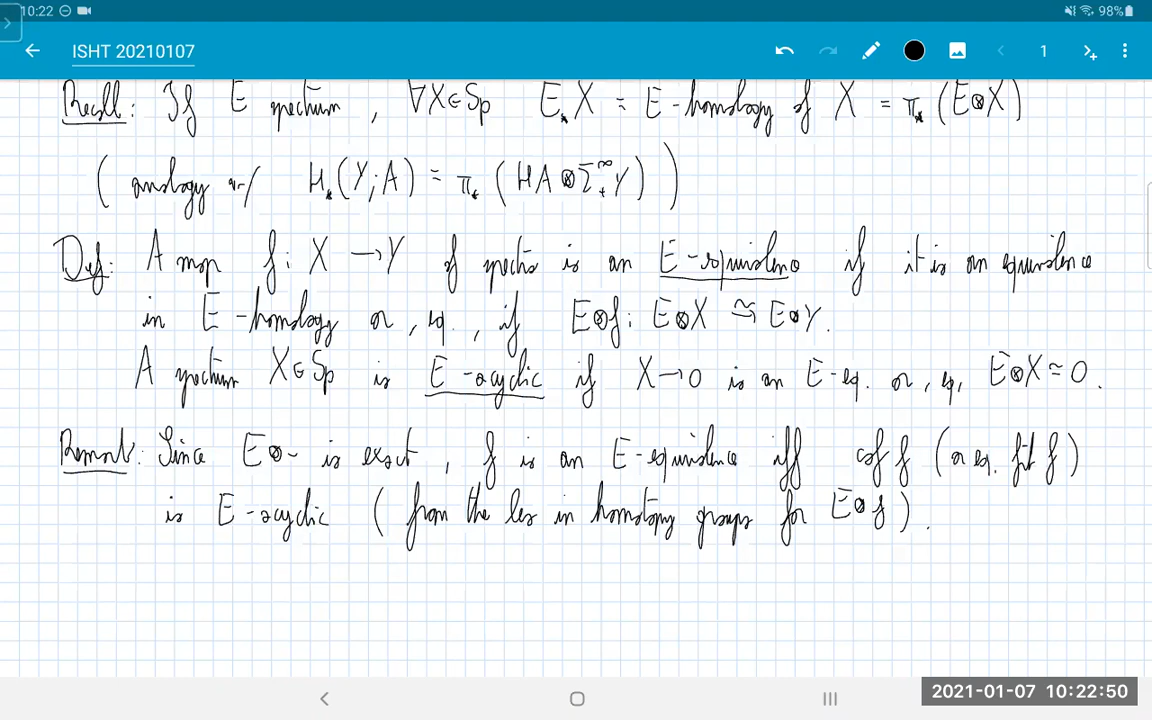 10:22 98%
ISHT 20210107 1
Recall: If E spectrum, ∀X∈Sp E_*X = E-homology of X = π_*(E⊗X)
(analogy w/ H_*(Y;A) = π_*(HA⊗Σ^∞_+Y))
Def: A map f: X → Y of spectra is an E-equivalence if it is an equivalence
in E-homology or, eq., if E⊗f: E⊗X ≃→ E⊗Y.
A spectrum X∈Sp is E-acyclic if X→0 is an E-eq. or, eq, E⊗X≃0.
Remark: Since E⊗- is exact, f is an E-equivalence iff cof f (or eq. fib f)
is E-acyclic (from the les in homotopy groups for E⊗f).
2021-01-07 10:22:50